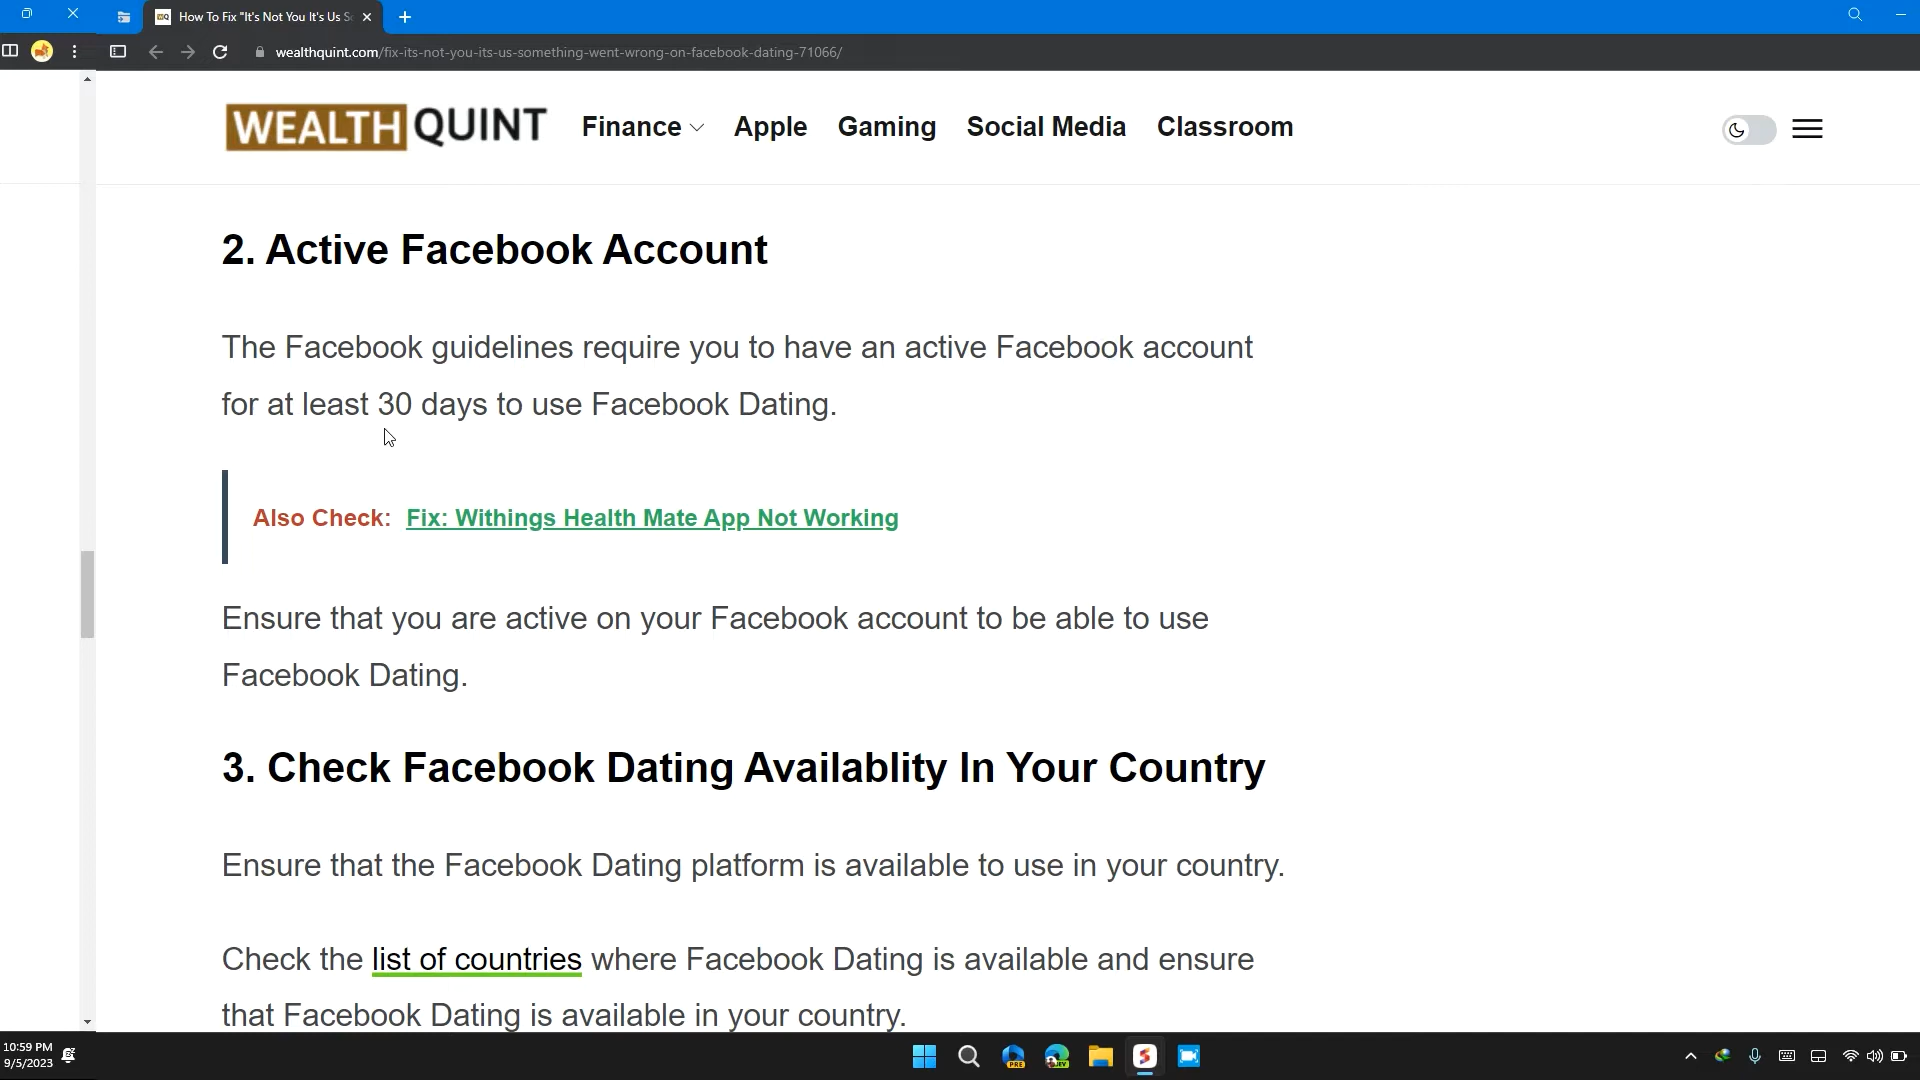 How To Fix "It's Not You It's Us So
wealthquint.com/fix-its-not-you-its-us-something-went-wrong-on-facebook-dating-71066/
WEALTH QUINT
Finance Apple Gaming Social Media Classroom
2. Active Facebook Account
The Facebook guidelines require you to have an active Facebook account
for at least 30 days to use Facebook Dating.
Also Check: Fix: Withings Health Mate App Not Working
Ensure that you are active on your Facebook account to be able to use
Facebook Dating.
3. Check Facebook Dating Availablity In Your Country
Ensure that the Facebook Dating platform is available to use in your country.
Check the list of countries where Facebook Dating is available and ensure
that Facebook Dating is available in your country.
10:59 PM
9/5/2023
PRE